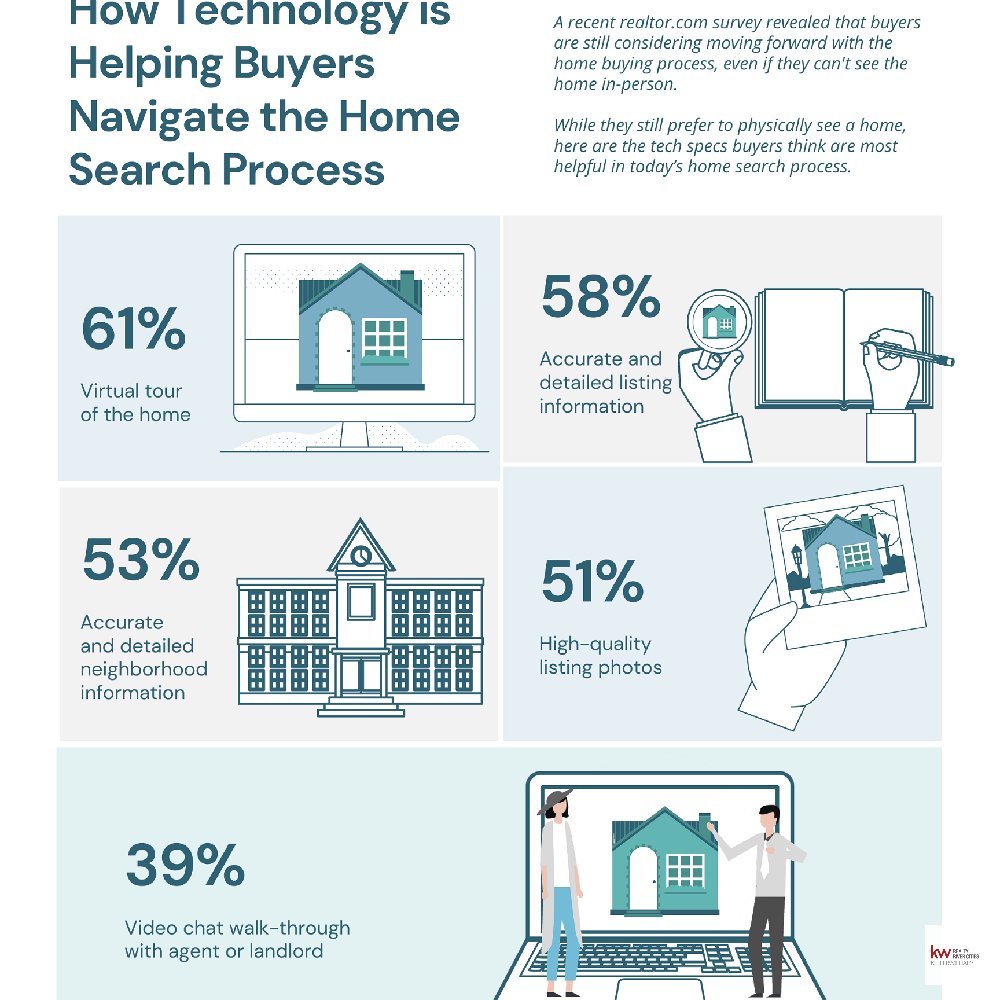 How Technology is
Helping Buyers
Navigate the Home
Search Process
A recent realtor.com survey revealed that buyers
are still considering moving forward with the
home buying process, even if they can't see the
home in-person.
While they still prefer to physically see a home,
here are the tech specs buyers think are most
helpful in today's home search process.
61%
Virtual tour
of the home
58%
Accurate and
detailed listing
information
53%
Accurate
and detailed
neighborhood
information
51%
High-quality
listing photos
39%
Video chat walk-through
with agent or landlord
kw REALTY
RIVER CITIES